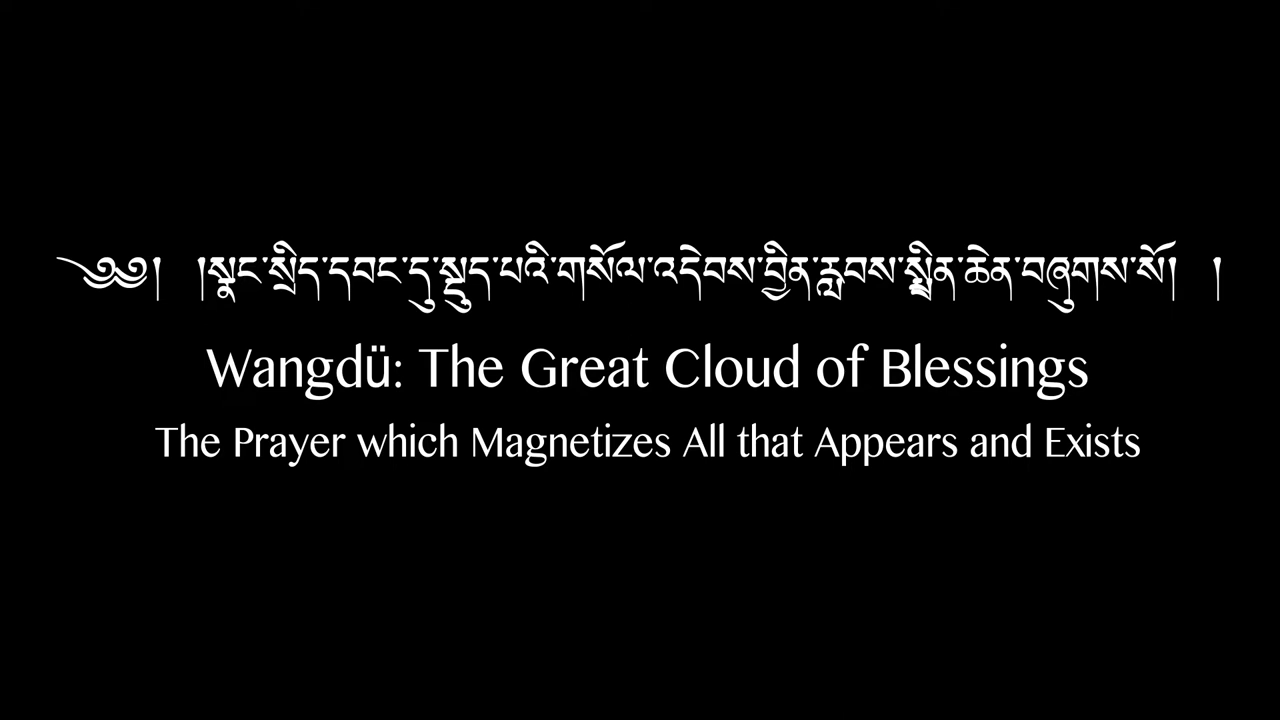 ༄༅། །སྣང་སྲིད་དབང་དུ་སྡུད་པའི་གསོལ་འདེབས་བྱིན་རླབས་སྤྲིན་ཆེན་བཞུགས་སོ། །
Wangdü: The Great Cloud of Blessings
The Prayer which Magnetizes All that Appears and Exists